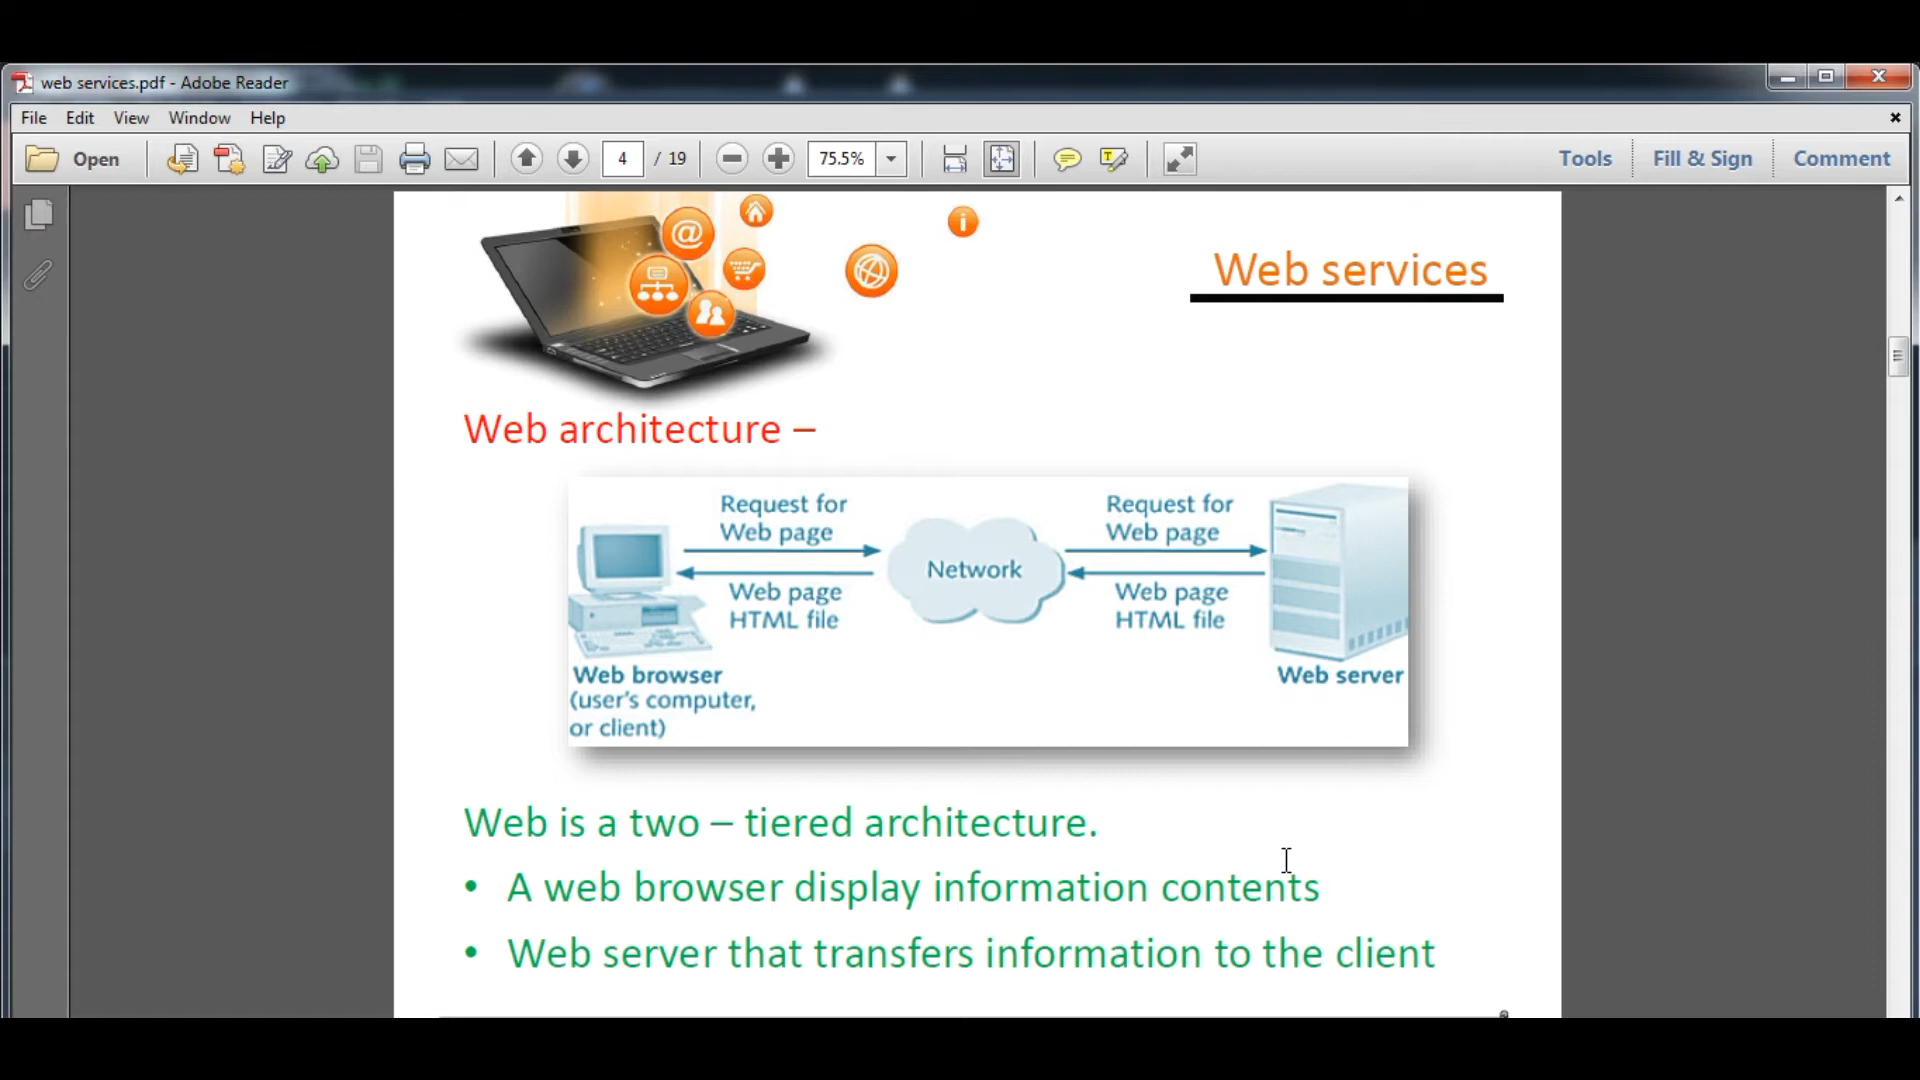 web services.pdf - Adobe Reader
File Edit View Window Help
Open 4 / 19 75.5% Tools Fill & Sign Comment
Web services
Web architecture –
Request for
Web page
Request for
Web page
Network
Web page
HTML file
Web page
HTML file
Web browser
(user's computer,
or client)
Web server
Web is a two – tiered architecture.
• A web browser display information contents
• Web server that transfers information to the client